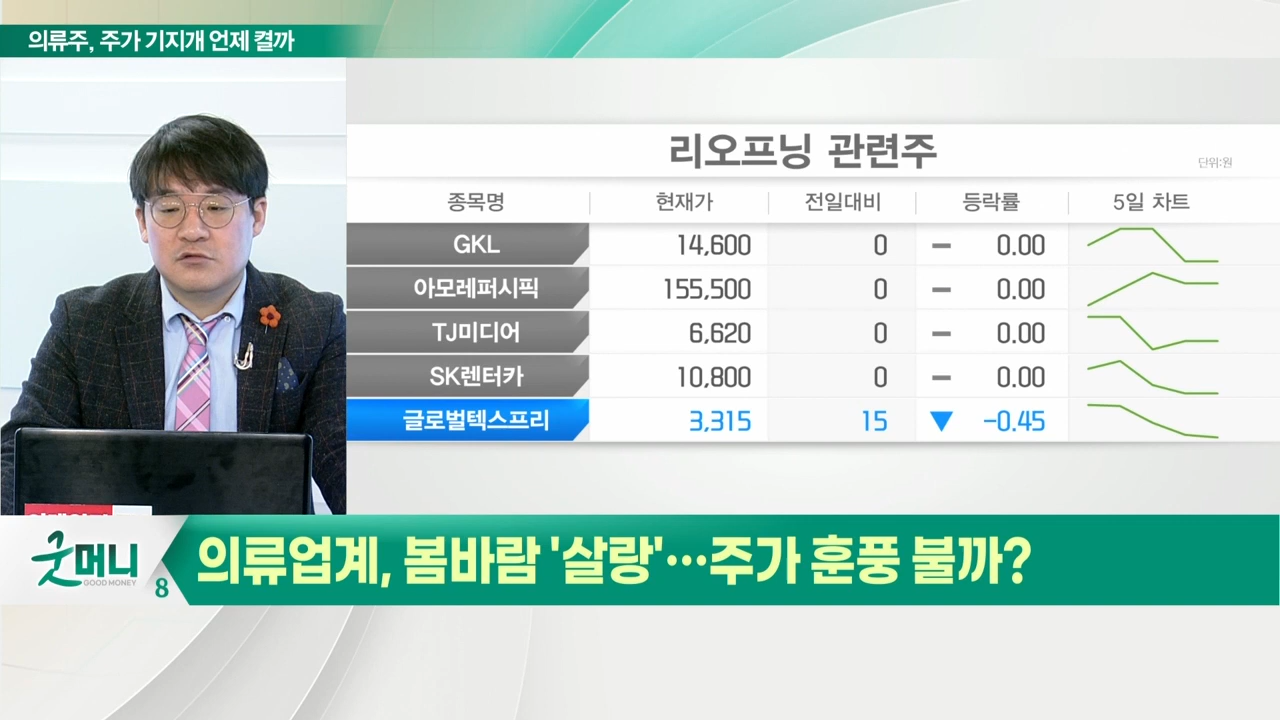 의류주, 주가 기지개 언제 켤까
리오프닝 관련주
단위:원
종목명 현재가 전일대비 등락률 5일 차트
GKL 14,600 0 – 0.00
아모레퍼시픽 155,500 0 – 0.00
TJ미디어 6,620 0 – 0.00
SK렌터카 10,800 0 – 0.00
글로벌텍스프리 3,315 15 ▼ -0.45
굿머니
GOOD MONEY
8
의류업계, 봄바람 '살랑'…주가 훈풍 불까?